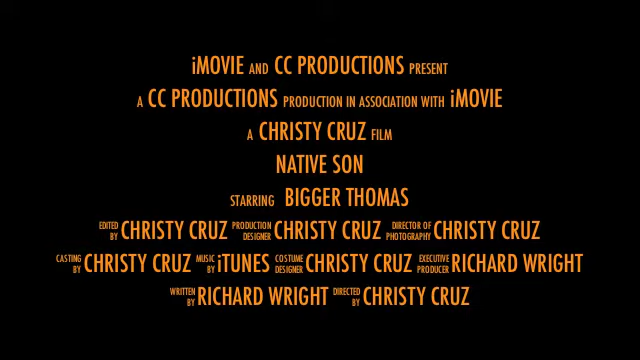 iMOVIE AND CC PRODUCTIONS PRESENT
A CC PRODUCTIONS PRODUCTION IN ASSOCIATION WITH iMOVIE
A CHRISTY CRUZ FILM
NATIVE SON
STARRING BIGGER THOMAS
EDITED BY CHRISTY CRUZ PRODUCTION DESIGNER CHRISTY CRUZ DIRECTOR OF PHOTOGRAPHY CHRISTY CRUZ
CASTING BY CHRISTY CRUZ MUSIC BY iTUNES COSTUME DESIGNER CHRISTY CRUZ EXECUTIVE PRODUCER RICHARD WRIGHT
WRITTEN BY RICHARD WRIGHT DIRECTED BY CHRISTY CRUZ